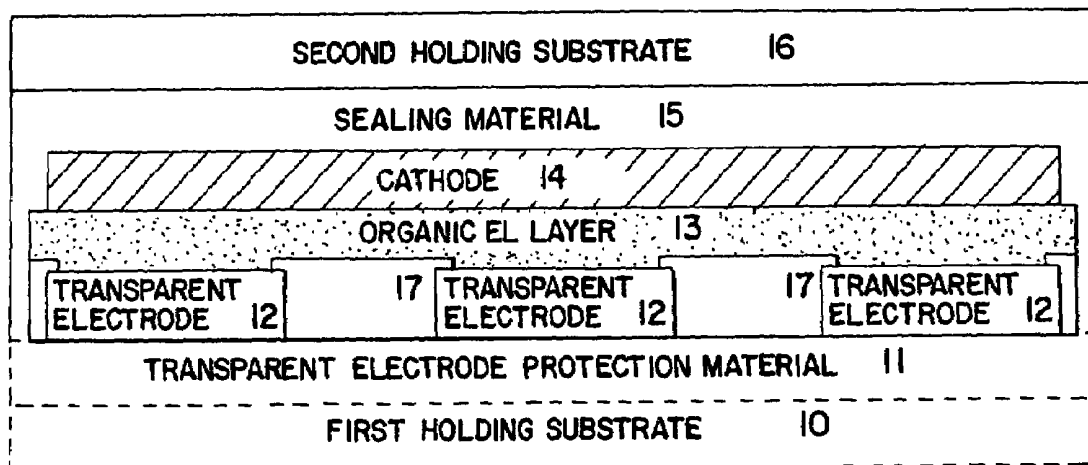 SECOND HOLDING SUBSTRATE 16
SEALING MATERIAL 15
CATHODE 14
ORGANIC EL LAYER 13
TRANSPARENT
ELECTRODE 12
17
TRANSPARENT
ELECTRODE 12
17
TRANSPARENT
ELECTRODE 12
TRANSPARENT ELECTRODE PROTECTION MATERIAL 11
FIRST HOLDING SUBSTRATE 10